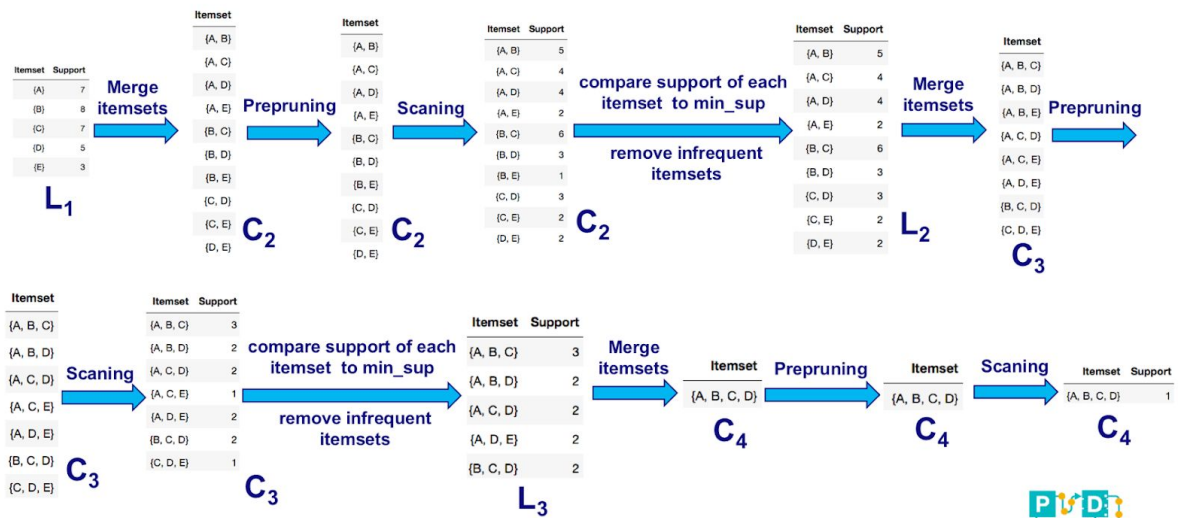 Itemset Support
{A} 7
{B} 8
{C} 7
{D} 5
{E} 3
L1
Merge
itemsets
Itemset
{A, B}
{A, C}
{A, D}
{A, E}
{B, C}
{B, D}
{B, E}
{C, D}
{C, E}
{D, E}
C2
Prepruning
Itemset
{A, B}
{A, C}
{A, D}
{A, E}
{B, C}
{B, D}
{B, E}
{C, D}
{C, E}
{D, E}
C2
Scaning
Itemset Support
{A, B} 5
{A, C} 4
{A, D} 4
{A, E} 2
{B, C} 6
{B, D} 3
{B, E} 1
{C, D} 3
{C, E} 2
{D, E} 2
C2
compare support of each
itemset to min_sup
remove infrequent
itemsets
Itemset Support
{A, B} 5
{A, C} 4
{A, D} 4
{A, E} 2
{B, C} 6
{B, D} 3
{C, D} 3
{C, E} 2
{D, E} 2
L2
Merge
itemsets
Itemset
{A, B, C}
{A, B, D}
{A, B, E}
{A, C, D}
{A, C, E}
{A, D, E}
{B, C, D}
{C, D, E}
C3
Prepruning
Itemset
{A, B, C}
{A, B, D}
{A, C, D}
{A, C, E}
{A, D, E}
{B, C, D}
{C, D, E}
C3
Scaning
Itemset Support
{A, B, C} 3
{A, B, D} 2
{A, C, D} 2
{A, C, E} 1
{A, D, E} 2
{B, C, D} 2
{C, D, E} 1
C3
compare support of each
itemset to min_sup
remove infrequent
itemsets
Itemset Support
{A, B, C} 3
{A, B, D} 2
{A, C, D} 2
{A, D, E} 2
{B, C, D} 2
L3
Merge
itemsets
Itemset
{A, B, C, D}
C4
Prepruning
Itemset
{A, B, C, D}
C4
Scaning
Itemset Support
{A, B, C, D} 1
C4